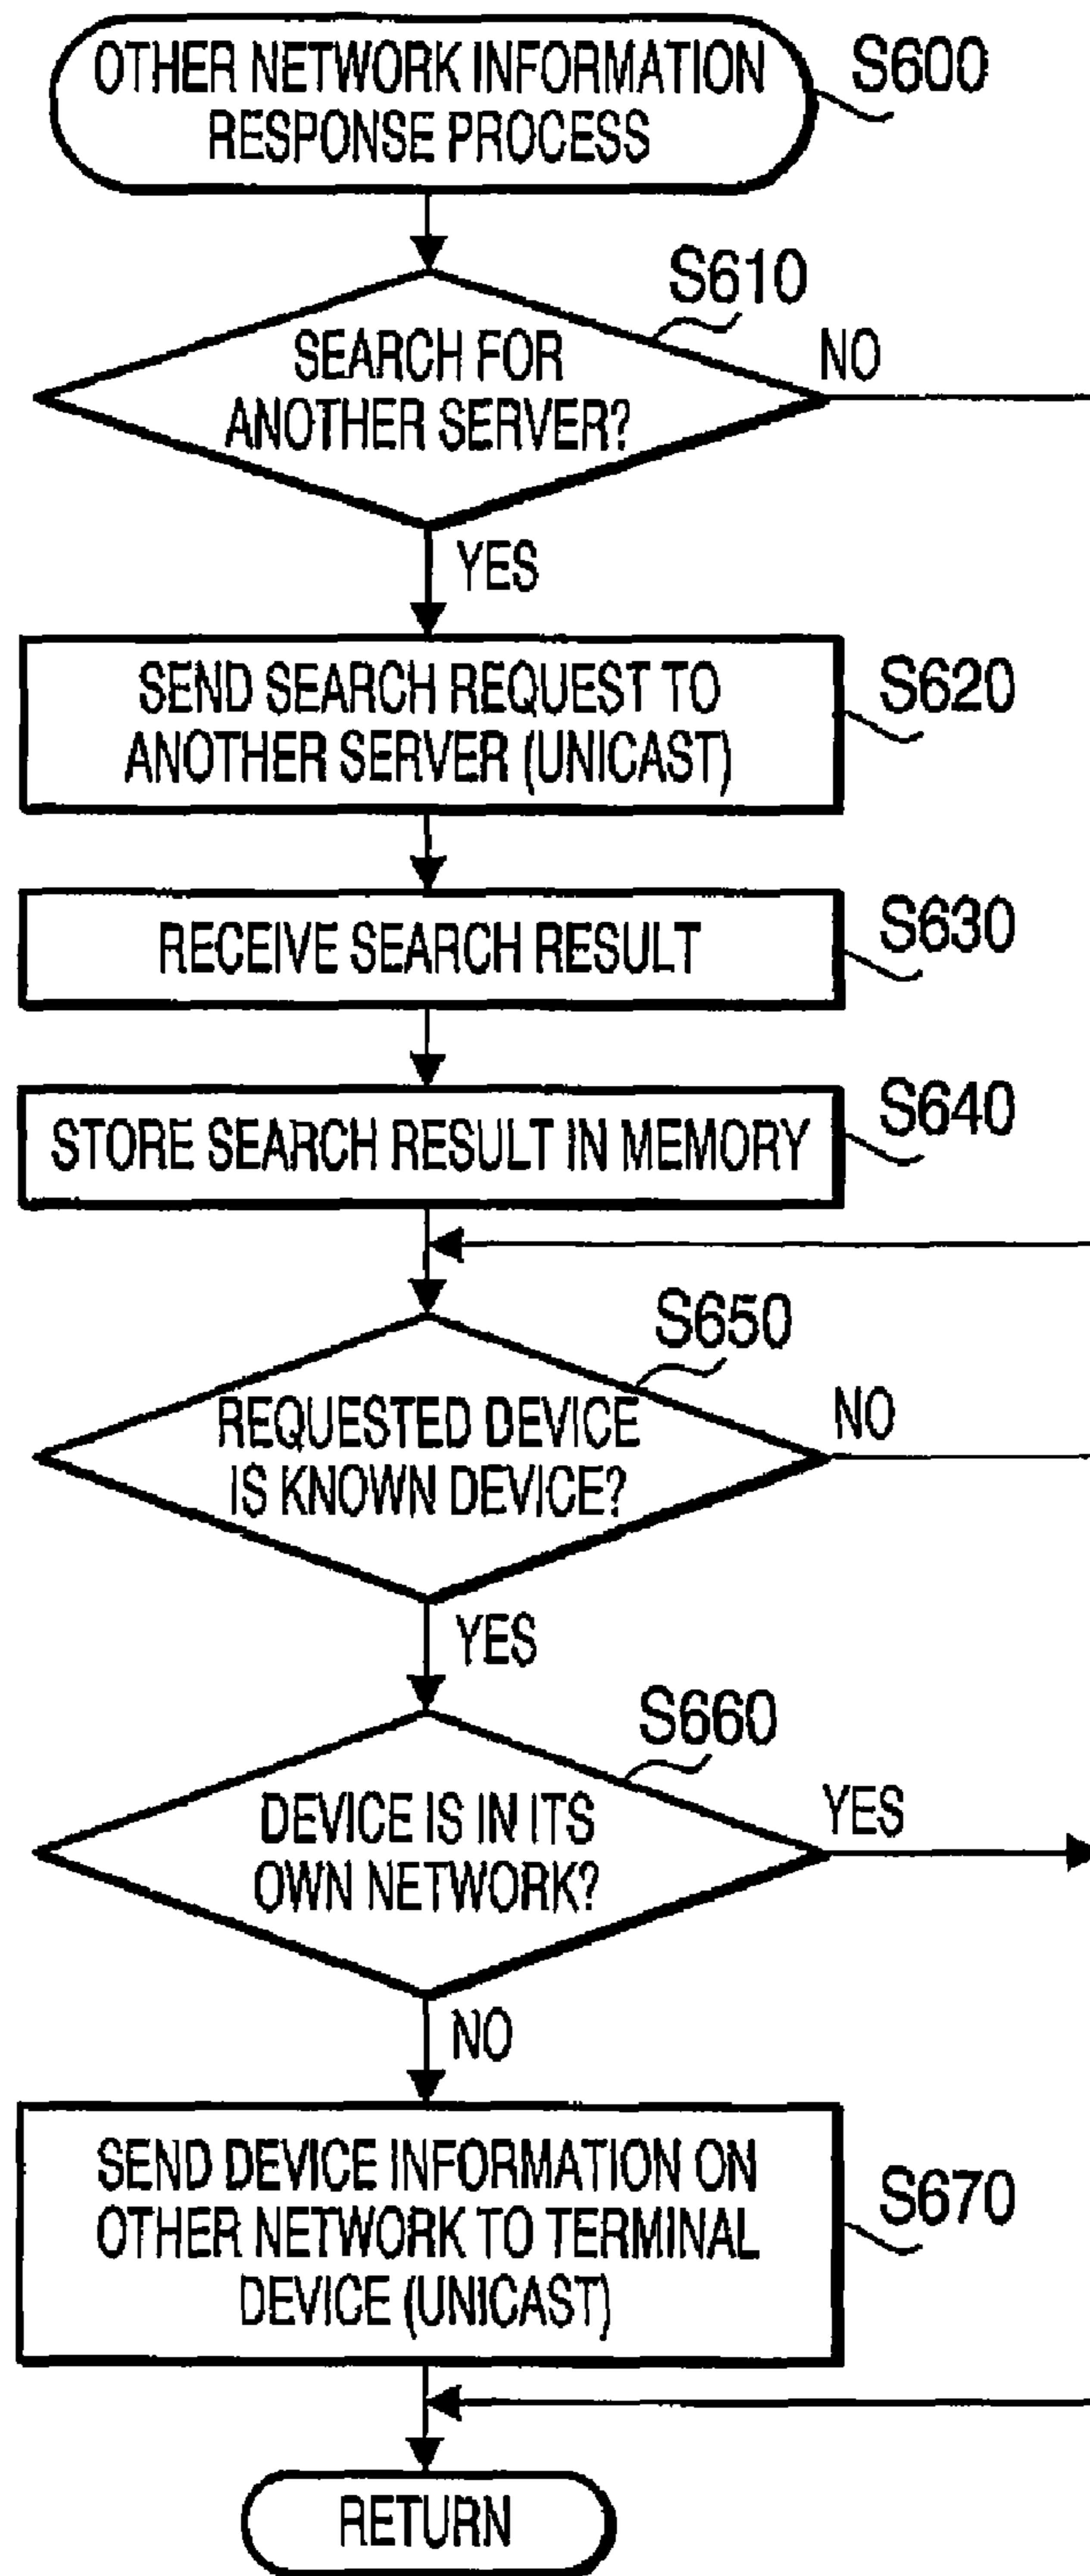 OTHER NETWORK INFORMATION
RESPONSE PROCESS
S600
S610
SEARCH FOR
ANOTHER SERVER?
NO
YES
SEND SEARCH REQUEST TO
ANOTHER SERVER (UNICAST)
S620
RECEIVE SEARCH RESULT
S630
STORE SEARCH RESULT IN MEMORY
S640
S650
REQUESTED DEVICE
IS KNOWN DEVICE?
NO
YES
S660
DEVICE IS IN ITS
OWN NETWORK?
YES
NO
SEND DEVICE INFORMATION ON
OTHER NETWORK TO TERMINAL
DEVICE (UNICAST)
S670
RETURN